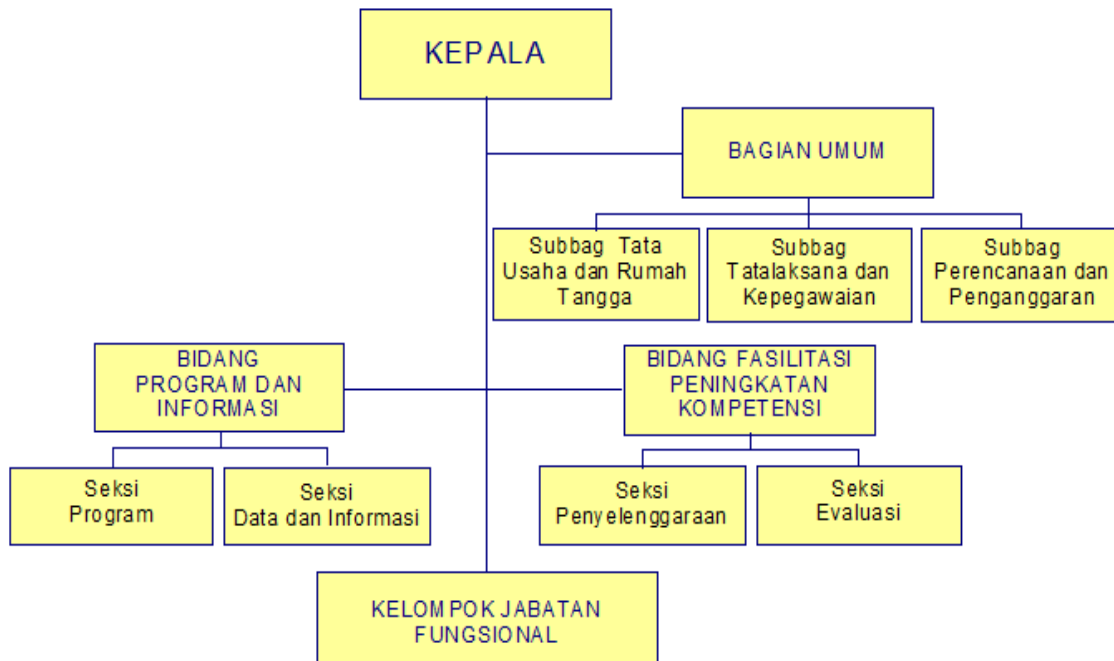 KEPALA
BAGIAN UMUM
Subbag Tata
Usaha dan Rumah
Tangga
Subbag
Tatalaksana dan
Kepegawaian
Subbag
Perencanaan dan
Penganggaran
BIDANG
PROGRAM DAN
INFORMASI
BIDANG FASILITASI
PENINGKATAN
KOMPETENSI
Seksi
Program
Seksi
Data dan Informasi
Seksi
Penyelenggaraan
Seksi
Evaluasi
KELOMPOK JABATAN
FUNGSIONAL